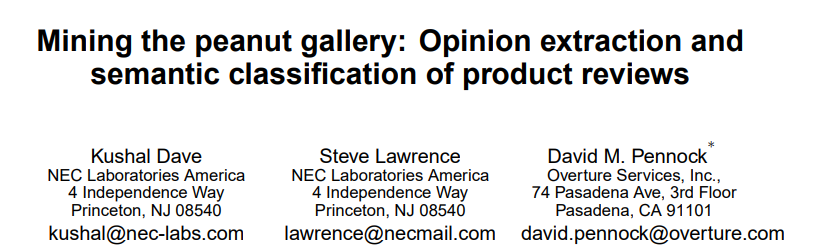 Mining the peanut gallery: Opinion extraction and
semantic classification of product reviews
Kushal Dave
NEC Laboratories America
4 Independence Way
Princeton, NJ 08540
kushal@nec-labs.com
Steve Lawrence
NEC Laboratories America
4 Independence Way
Princeton, NJ 08540
lawrence@necmail.com
David M. Pennock*
Overture Services, Inc.,
74 Pasadena Ave, 3rd Floor
Pasadena, CA 91101
david.pennock@overture.com